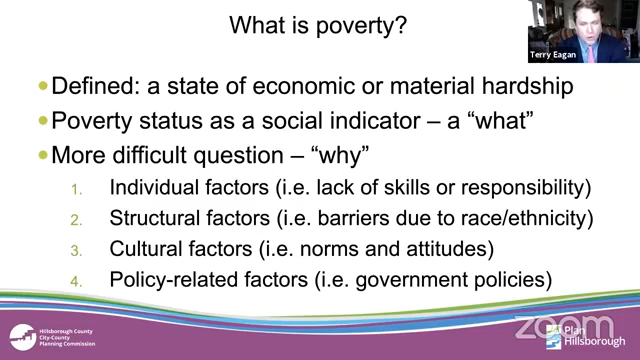 What is poverty?
Terry Eagan
Defined: a state of economic or material hardship
Poverty status as a social indicator – a “what”
More difficult question – “why”
1. Individual factors (i.e. lack of skills or responsibility)
2. Structural factors (i.e. barriers due to race/ethnicity)
3. Cultural factors (i.e. norms and attitudes)
4. Policy-related factors (i.e. government policies)
Hillsborough County
City-County
Planning Commission
zoom
Plan
Hillsborough